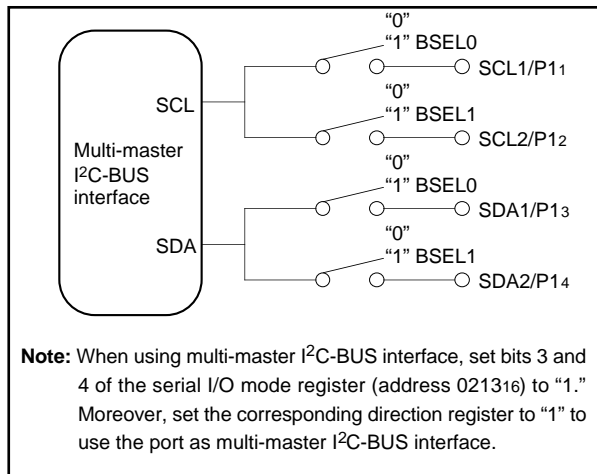 “0”
“1” BSEL0
SCL1/P11
“0”
SCL
“1” BSEL1
SCL2/P12
Multi-master
I2C-BUS
interface
“0”
“1” BSEL0
SDA1/P13
“0”
SDA
“1” BSEL1
SDA2/P14
Note: When using multi-master I2C-BUS interface, set bits 3 and
4 of the serial I/O mode register (address 021316) to “1.”
Moreover, set the corresponding direction register to “1” to
use the port as multi-master I2C-BUS interface.